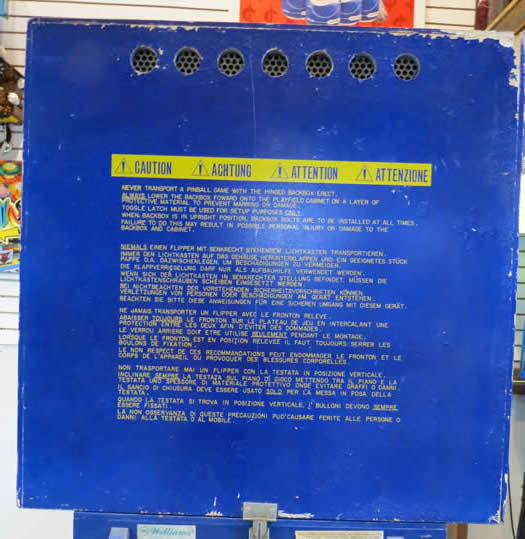 CAUTION ACHTUNG ATTENTION ATTENZIONE
NEVER TRANSPORT A PINBALL GAME WITH THE HINGED BACKBOX ERECT.
ALWAYS LOWER THE BACKBOX FOWARD ONTO THE PLAYFIELD CABINET ON A LAYER OF
PROTECTIVE MATERIAL TO PREVENT MARRING OR DAMAGE.
TOGGLE LATCH MUST BE USED FOR SETUP PURPOSES ONLY.
WHEN BACKBOX IS IN UPRIGHT POSITION, BACKBOX BOLTS ARE TO BE INSTALLED AT ALL TIMES.
FAILURE TO DO THIS MAY RESULT IN POSSIBLE PERSONAL INJURY OR DAMAGE TO THE
BACKBOX AND CABINET.
NIEMALS EINEN FLIPPER MIT SENKRECHT STEHENDEM LICHTKASTEN TRANSPORTIEREN.
IMMER DEN LICHTKASTEN AUF DAS GEHÄUSE HERUNTERKLAPPEN UND EIN GEEIGNETES STÜCK
PAPPE O.Ä. DAZWISCHENLEGEN, UM BESCHÄDIGUNGEN ZU VERMEIDEN.
DIE KLAPPVERRIEGELUNG DARF NUR ALS AUFBAUHILFE VERWENDET WERDEN.
WENN SICH DER LICHTKASTEN IN SENKRECHTER STELLUNG BEFINDET, MÜSSEN DIE
LICHTKASTENSCHRAUBEN SCHEIBEN EINGESETZT WERDEN.
BEI NICHTBEACHTEN DER VORSTEHENDEN SICHERHEITSVORSCHRIFTEN KÖNNEN
VERLETZUNGEN VON PERSONEN ODER BESCHÄDIGUNGEN AM GERÄT ENTSTEHEN.
BEACHTEN SIE BITTE DIESE ANWEISUNGEN FÜR EINE SICHEREN UMGANG MIT DIESEM GERÄT.
NE JAMAIS TRANSPORTER UN FLIPPER AVEC LE FRONTON RELEVE.
ABAISSER TOUJOURS LE FRONTON SUR LE PLATEAU DE JEU EN INTERCALANT UNE
PROTECTION ENTRE LES DEUX AFIN D'EVITER DES DOMMAGES.
LE VERROU ARRIERE DOIT ETRE UTILISE SEULEMENT PENDANT LE MONTAGE.
LORSQUE LE FRONTON EST EN POSITION RELEVEE IL FAUT TOUJOURS SERRER LES
BOULONS DE FIXATION.
LE NON RESPECT DE CES RECOMMANDATIONS PEUT ENDOMMAGER LE FRONTON ET LE
CORPS DE L'APPAREIL OU PROVOQUER DES BLESSURES CORPORELLES.
NON TRASPORTARE MAI UN FLIPPER CON LA TESTATA IN POSIZIONE VERTICALE.
INCLINARE SEMPRE LA TESTATA SUL PIANO DI GIOCO METTENDO TRA IL PIANO E LA
TESTATA UNO SPESSORE DI MATERIALE PROTETTIVO ONDE EVITARE GRAFFI O DANNI.
IL GANCIO DI CHIUSURA DEVE ESSERE USATO SOLO PER LA MESSA IN POSA DELLA
TESTATA.
QUANDO LA TESTATA SI TROVA IN POSIZIONE VERTICALE, I BULLONI DEVONO SEMPRE
ESSERE FISSATI.
LA NON OSSERVANZA DI QUESTE PRECAUZIONI PUO'CAUSARE FERITE ALLE PERSONE O
DANNI ALLA TESTATA O AL MOBILE.
Williams